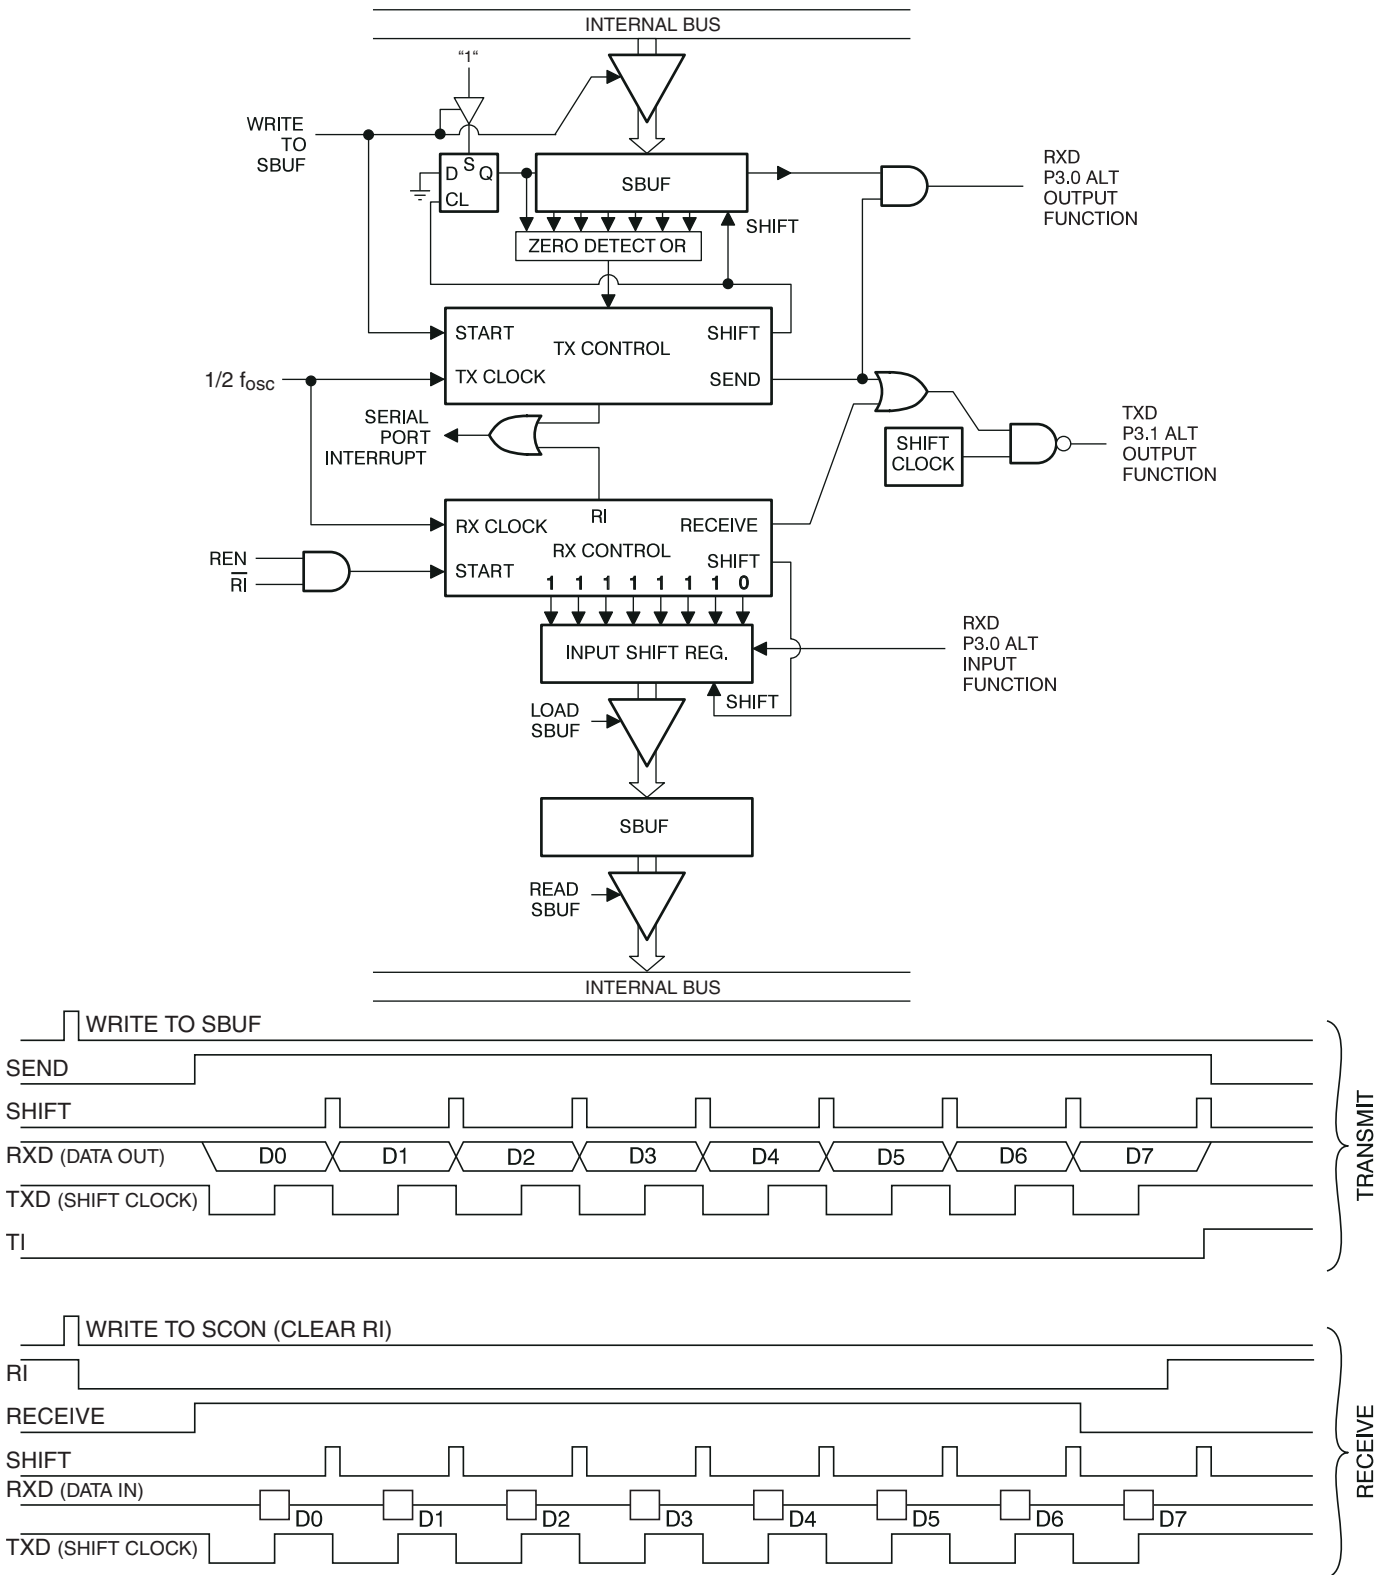 INTERNAL BUS
“1“
WRITE
TO
SBUF
D S Q
CL
SBUF
SHIFT
RXD
P3.0 ALT
OUTPUT
FUNCTION
ZERO DETECT OR
START
SHIFT
TX CONTROL
1/2 fosc
TX CLOCK
SEND
SERIAL
PORT
INTERRUPT
SHIFT
CLOCK
TXD
P3.1 ALT
OUTPUT
FUNCTION
RX CLOCK
RI
RECEIVE
RX CONTROL
REN
RI
START
SHIFT
1 1 1 1 1 1 1 0
INPUT SHIFT REG.
RXD
P3.0 ALT
INPUT
FUNCTION
SHIFT
LOAD
SBUF
SBUF
READ
SBUF
INTERNAL BUS
WRITE TO SBUF
SEND
SHIFT
RXD (DATA OUT) D0 D1 D2 D3 D4 D5 D6 D7
TXD (SHIFT CLOCK)
TI
TRANSMIT
WRITE TO SCON (CLEAR RI)
RI
RECEIVE
SHIFT
RXD (DATA IN) D0 D1 D2 D3 D4 D5 D6 D7
TXD (SHIFT CLOCK)
RECEIVE